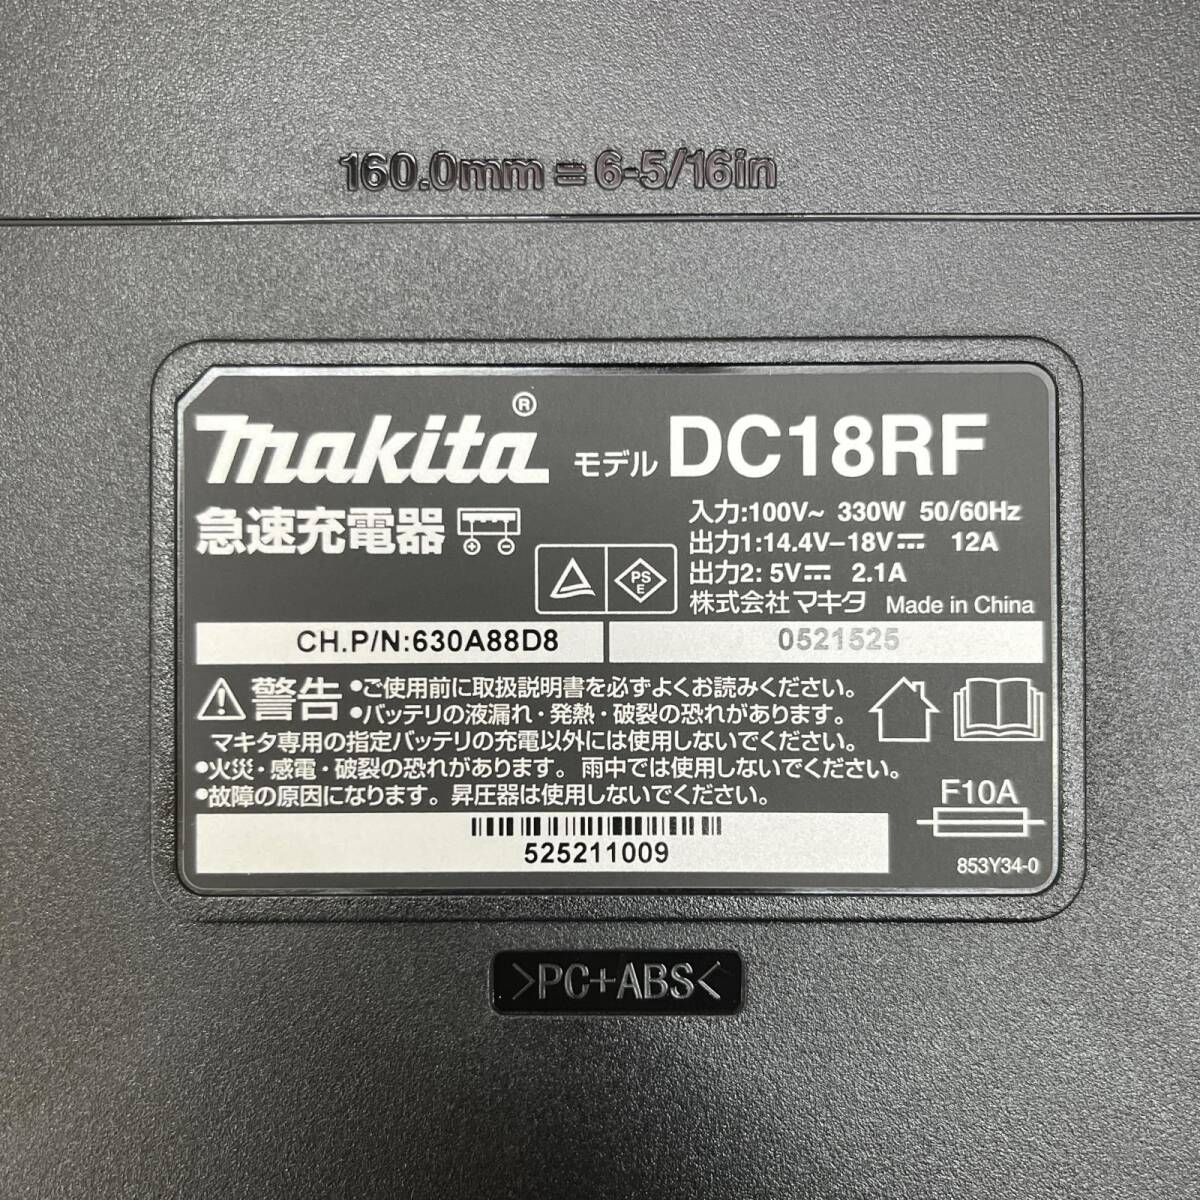 160.0mm = 6-5/16in
makita® モデル DC18RF
急速充電器
入力:100V~ 330W 50/60Hz
出力1:14.4V-18V⎓ 12A
出力2: 5V⎓ 2.1A
PS
E
株式会社マキタ Made in China
CH.P/N:630A88D8 0521525
警告 •ご使用前に取扱説明書を必ずよくお読みください。
•バッテリの液漏れ・発熱・破裂の恐れがあります。
マキタ専用の指定バッテリの充電以外には使用しないでください。
•火災・感電・破裂の恐れがあります。雨中では使用しないでください。
•故障の原因になります。昇圧器は使用しないでください。
F10A
525211009
853Y34-0
>PC+ABS<